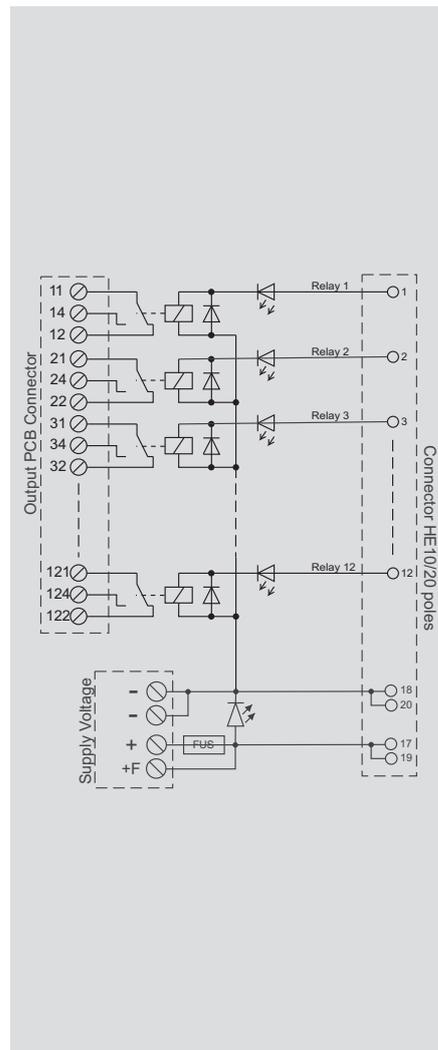 Output PCB Connector
11
14
12
21
24
22
31
34
32
121
124
122
Relay 1
Relay 2
Relay 3
Relay 12
1
2
3
12
Connector HE10/20 poles
Supply Voltage
-
-
+
+F
FUS
18
20
17
19